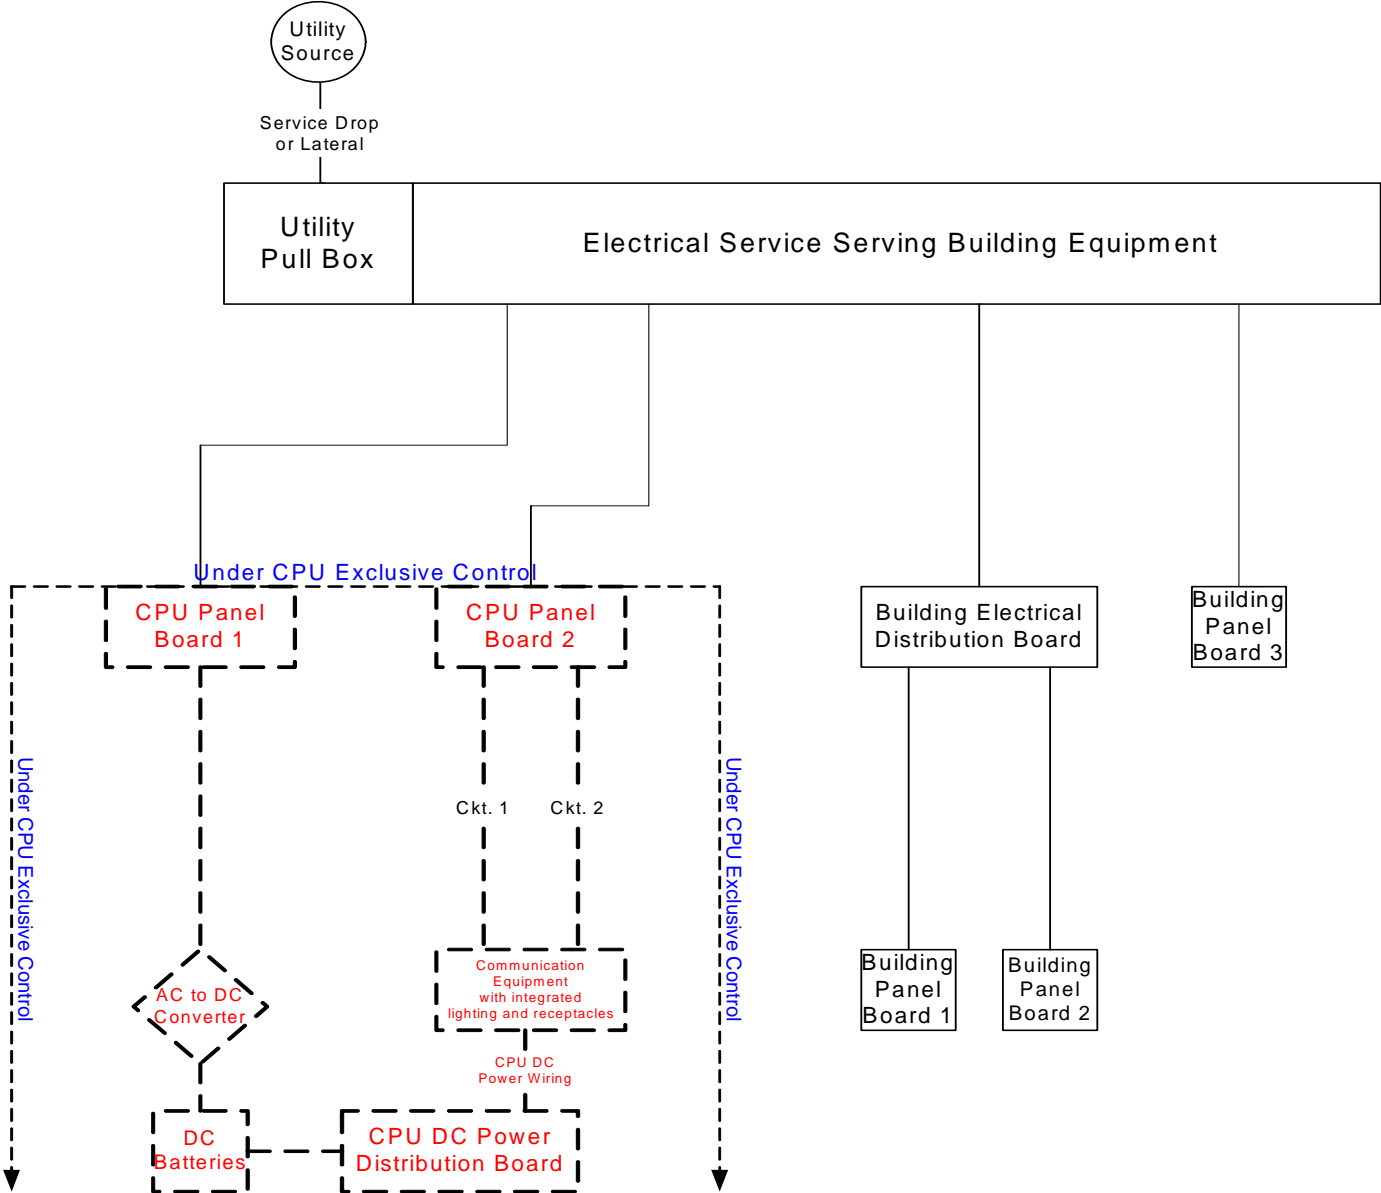 Utility
Source
Service Drop
or Lateral
Utility
Pull Box
Electrical Service Serving Building Equipment
Under CPU Exclusive Control
CPU Panel
Board 1
CPU Panel
Board 2
Building Electrical
Distribution Board
Building
Panel
Board 3
Under CPU Exclusive Control
Ckt. 1
Ckt. 2
Under CPU Exclusive Control
AC to DC
Converter
Communication
Equipment
with integrated
lighting and receptacles
Building
Panel
Board 1
Building
Panel
Board 2
CPU DC
Power Wiring
DC
Batteries
CPU DC Power
Distribution Board